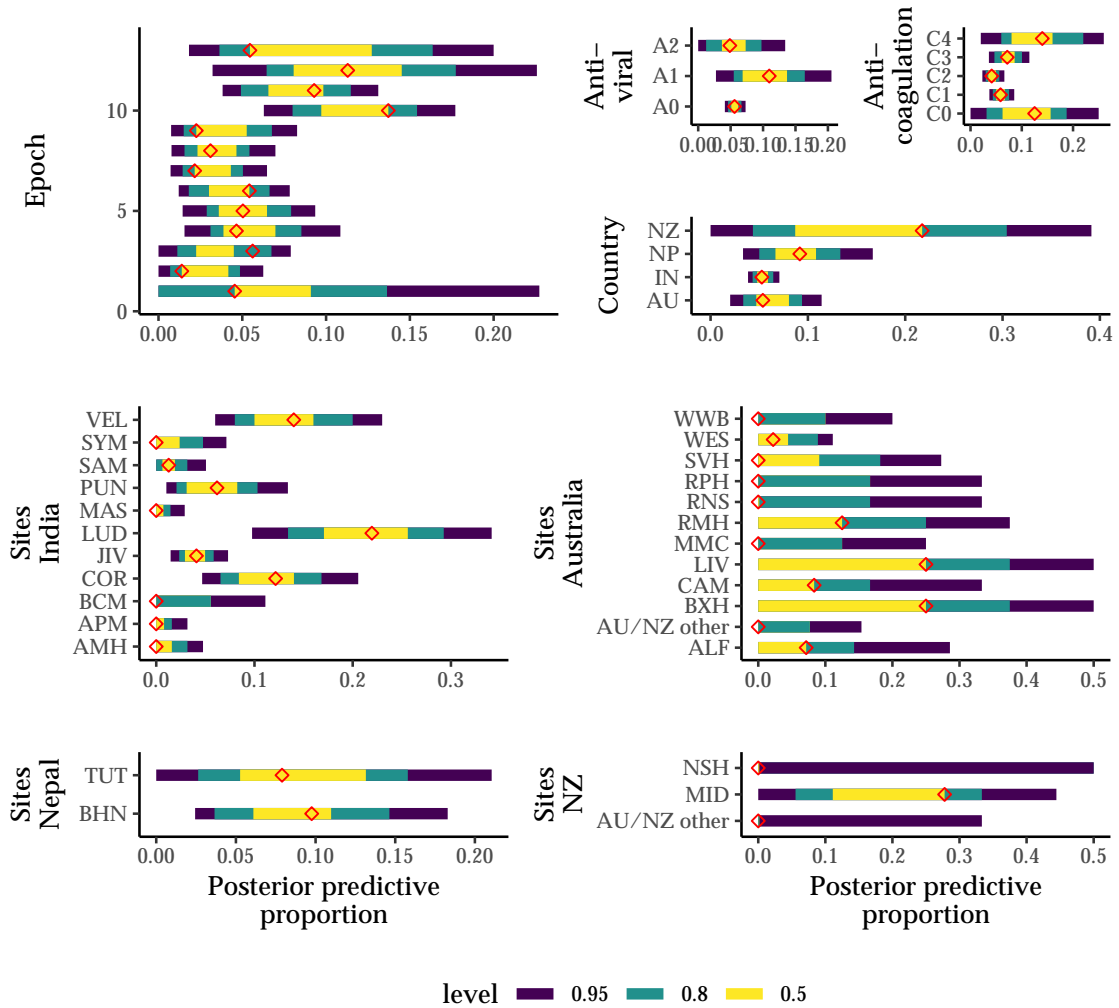 Epoch
10
5
0
0.00 0.05 0.10 0.15 0.20
Anti−
viral
A2
A1
A0
0.00 0.05 0.10 0.15 0.20
Anti−
coagulation
C4
C3
C2
C1
C0
0.0 0.1 0.2
Country
NZ
NP
IN
AU
0.0 0.1 0.2 0.3 0.4
Sites
India
VEL
SYM
SAM
PUN
MAS
LUD
JIV
COR
BCM
APM
AMH
0.0 0.1 0.2 0.3
Sites
Australia
WWB
WES
SVH
RPH
RNS
RMH
MMC
LIV
CAM
BXH
AU/NZ other
ALF
0.0 0.1 0.2 0.3 0.4 0.5
Sites
Nepal
TUT
BHN
0.00 0.05 0.10 0.15 0.20
Posterior predictive
proportion
Sites
NZ
NSH
MID
AU/NZ other
0.0 0.1 0.2 0.3 0.4 0.5
Posterior predictive
proportion
level 0.95 0.8 0.5